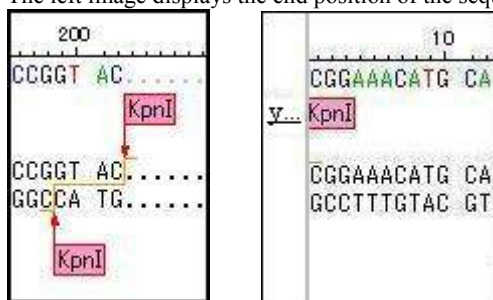 The left image displays the end position of the sequ
200
CCGGT AC......
KpnI
CCGGT AC......
GGCCA TG......
KpnI
10
CGGAAACATG CA
y... KpnI
CGGAAACATG CA
GCCTTTGTAC GT